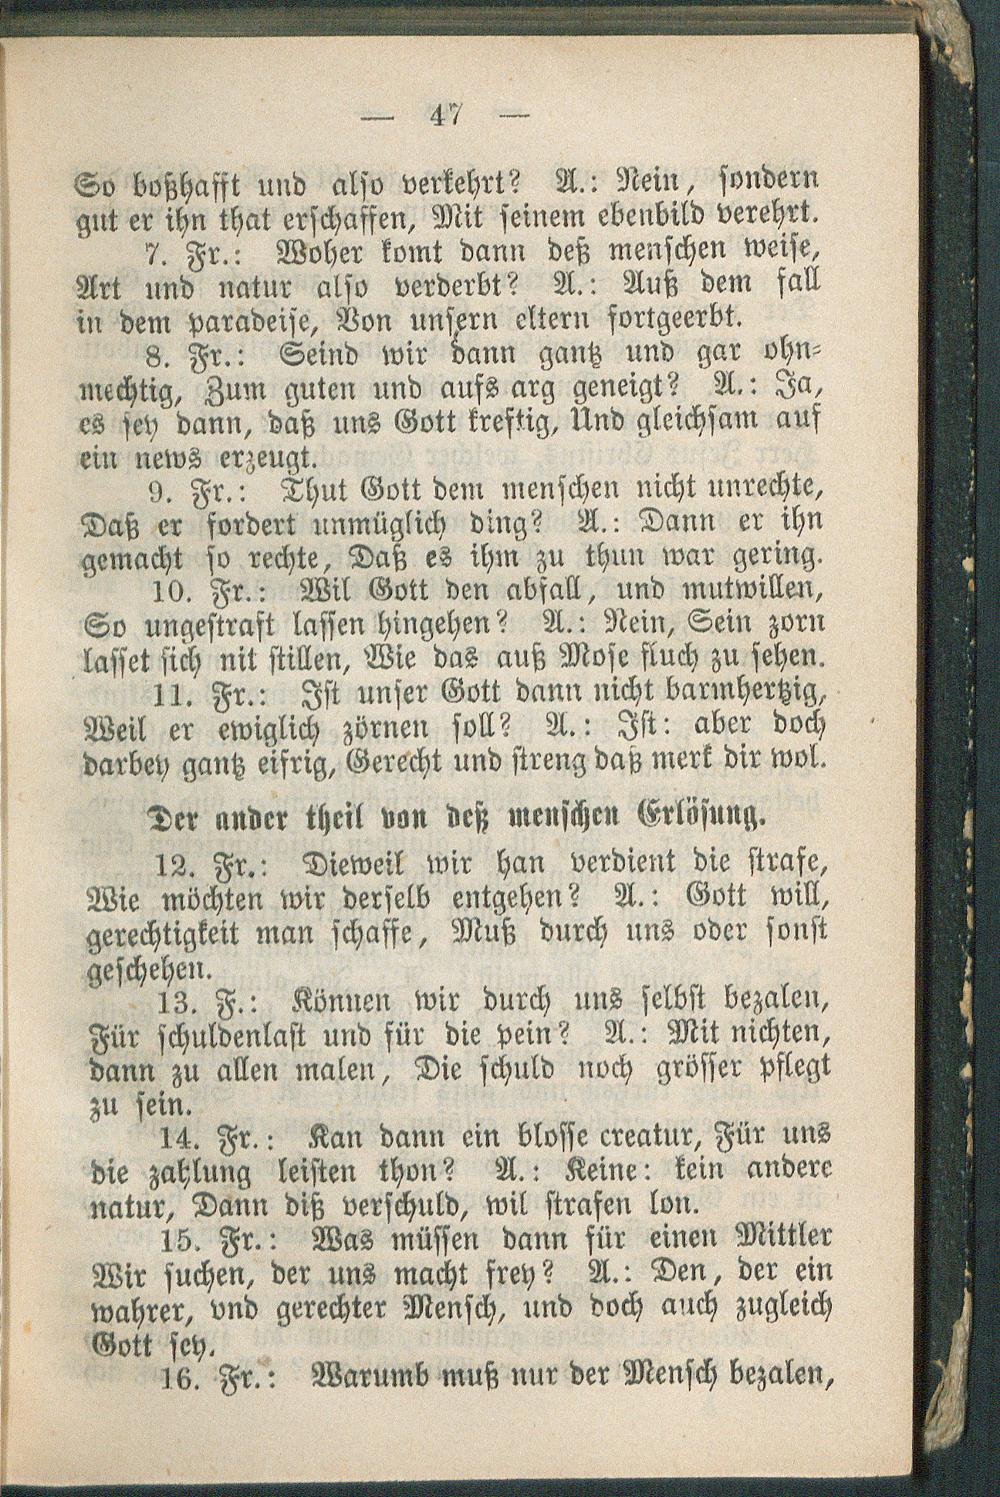 — 47 —
So boßhafft und also verkehrt? A.: Nein, sondern
gut er ihn that erschaffen, Mit seinem ebenbild verehrt.
7. Fr.: Woher komt dann deß menschen weise,
Art und natur also verderbt? A.: Auß dem fall
in dem paradeise, Von unsern eltern fortgeerbt.
8. Fr.: Seind wir dann gantz und gar ohn-
mechtig, Zum guten und aufs arg geneigt? A.: Ja,
es sey dann, daß uns Gott kreftig, Und gleichsam auf
ein news erzeugt.
9. Fr.: Thut Gott dem menschen nicht unrechte,
Daß er fordert unmüglich ding? A.: Dann er ihn
gemacht so rechte, Daß es ihm zu thun war gering.
10. Fr.: Wil Gott den abfall, und mutwillen,
So ungestraft lassen hingehen? A.: Nein, Sein zorn
lasset sich nit stillen, Wie das auß Mose fluch zu sehen.
11. Fr.: Ist unser Gott dann nicht barmhertzig,
Weil er ewiglich zörnen soll? A.: Ist: aber doch
darbey gantz eifrig, Gerecht und streng daß merk dir wol.
Der ander theil von deß menschen Erlösung.
12. Fr.: Dieweil wir han verdient die strafe,
Wie möchten wir derselb entgehen? A.: Gott will,
gerechtigkeit man schaffe, Muß durch uns oder sonst
geschehen.
13. F.: Können wir durch uns selbst bezalen,
Für schuldenlast und für die pein? A.: Mit nichten,
dann zu allen malen, Die schuld noch grösser pflegt
zu sein.
14. Fr.: Kan dann ein blosse creatur, Für uns
die zahlung leisten thon? A.: Keine: kein andere
natur, Dann diß verschuld, wil strafen lon.
15. Fr.: Was müssen dann für einen Mittler
Wir suchen, der uns macht frey? A.: Den, der ein
wahrer, vnd gerechter Mensch, und doch auch zugleich
Gott sey.
16. Fr.: Warumb muß nur der Mensch bezalen,